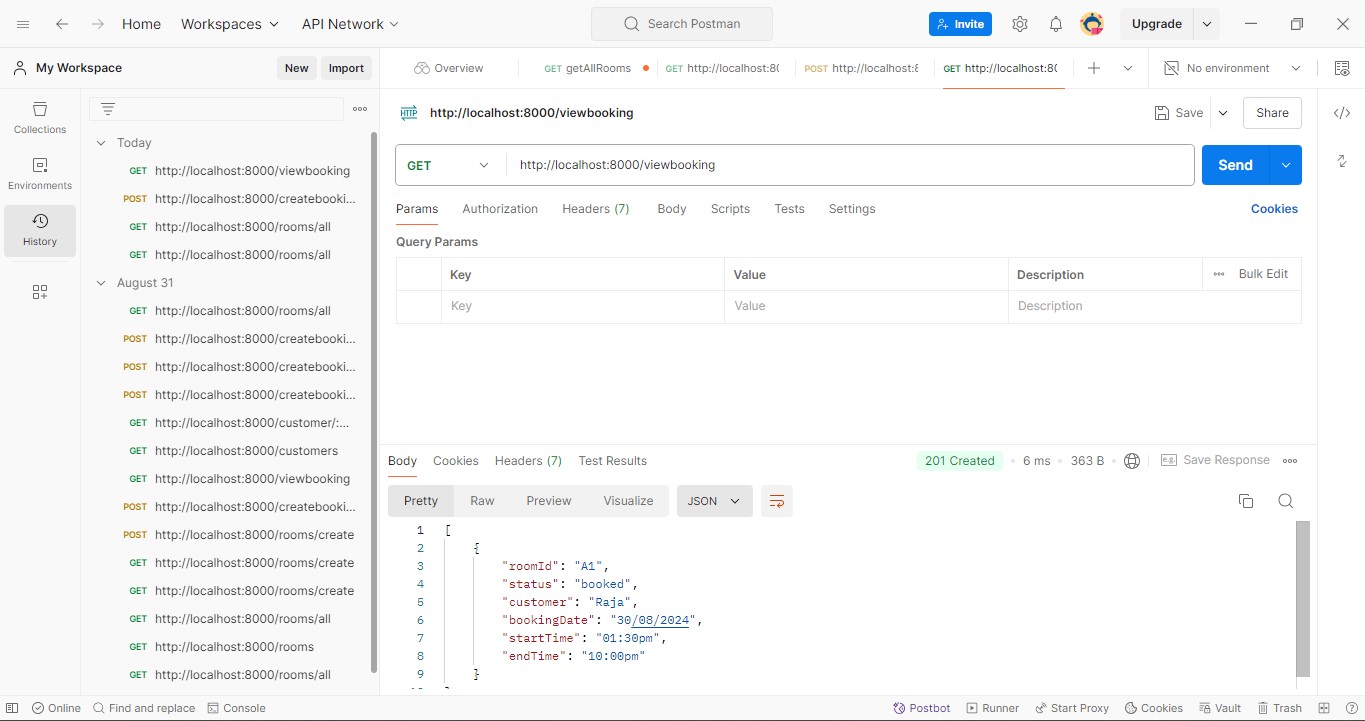 Home Workspaces API Network Search Postman Invite Upgrade
My Workspace New Import Overview GET getAllRooms GET http://localhost:80 POST http://localhost:8 GET http://localhost:80 No environment
HTTP http://localhost:8000/viewbooking Save Share
Collections
Environments
History
Today
GET http://localhost:8000/viewbooking
POST http://localhost:8000/createbooki...
GET http://localhost:8000/rooms/all
GET http://localhost:8000/rooms/all
August 31
GET http://localhost:8000/rooms/all
POST http://localhost:8000/createbooki...
POST http://localhost:8000/createbooki...
POST http://localhost:8000/createbooki...
GET http://localhost:8000/customer/:...
GET http://localhost:8000/customers
GET http://localhost:8000/viewbooking
POST http://localhost:8000/createbooki...
POST http://localhost:8000/rooms/create
GET http://localhost:8000/rooms/create
GET http://localhost:8000/rooms/create
GET http://localhost:8000/rooms/all
GET http://localhost:8000/rooms
GET http://localhost:8000/rooms/all
GET http://localhost:8000/viewbooking Send
Params Authorization Headers (7) Body Scripts Tests Settings Cookies
Query Params
Key Value Description Bulk Edit
Key Value Description
Body Cookies Headers (7) Test Results 201 Created 6 ms 363 B e.g. Save Response
Pretty Raw Preview Visualize JSON
1 [
2 {
3 "roomId": "A1",
4 "status": "booked",
5 "customer": "Raja",
6 "bookingDate": "30/08/2024",
7 "startTime": "01:30pm",
8 "endTime": "10:00pm"
9 }
Online Find and replace Console Postbot Runner Start Proxy Cookies Vault Trash